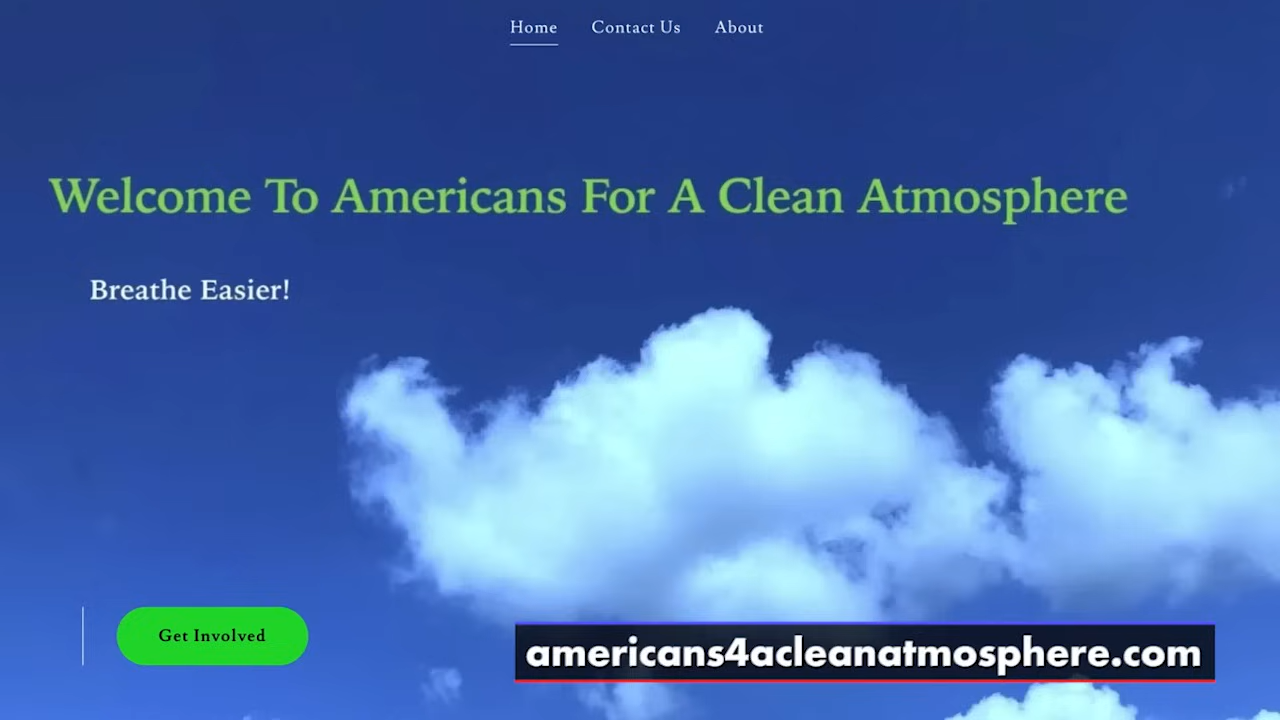 Home Contact Us About
Welcome To Americans For A Clean Atmosphere
Breathe Easier!
Get Involved
americans4acleanatmosphere.com